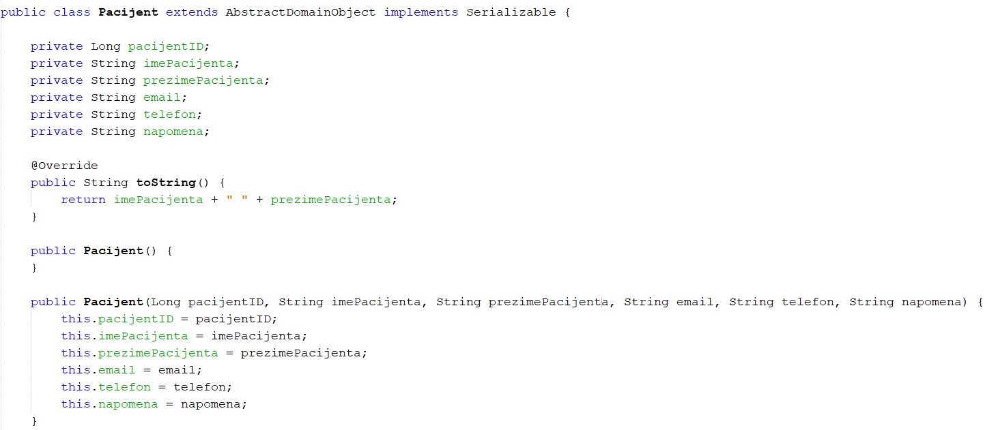 public class Pacijent extends AbstractDomainObject implements Serializable {
private Long pacijentID;
private String imePacijenta;
private String prezimePacijenta;
private String email;
private String telefon;
private String napomena;
@Override
public String toString() {
return imePacijenta + " " + prezimePacijenta;
}
public Pacijent() {
}
public Pacijent(Long pacijentID, String imePacijenta, String prezimePacijenta, String email, String telefon, String napomena) {
this.pacijentID = pacijentID;
this.imePacijenta = imePacijenta;
this.prezimePacijenta = prezimePacijenta;
this.email = email;
this.telefon = telefon;
this.napomena = napomena;
}